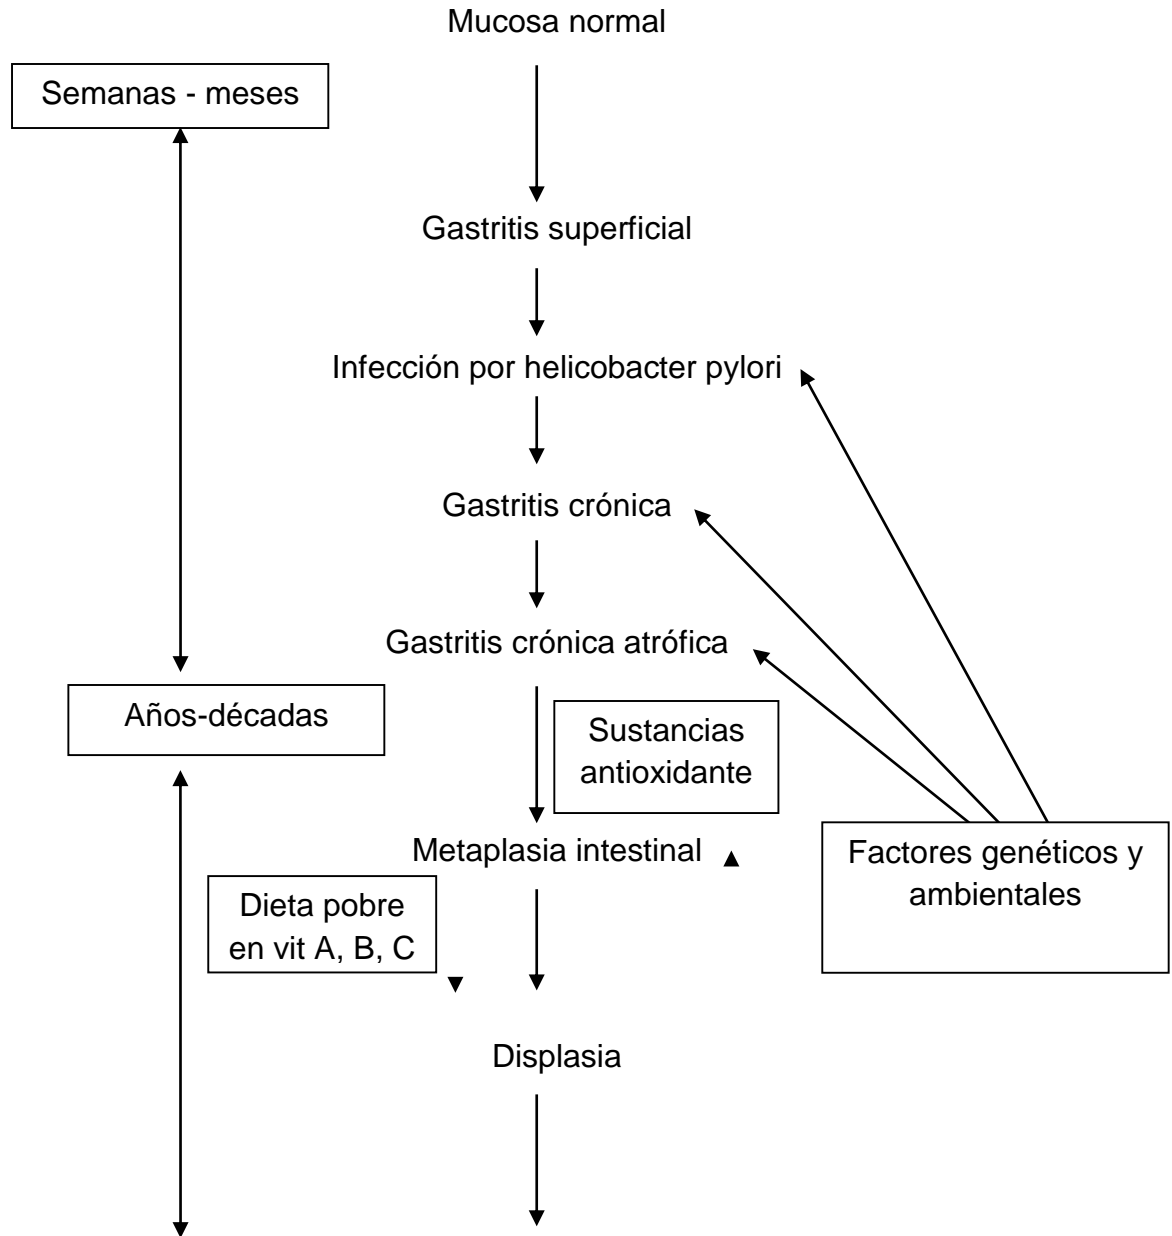 Mucosa normal
Semanas - meses
Gastritis superficial
Infección por helicobacter pylori
Gastritis crónica
Gastritis crónica atrófica
Años-décadas
Sustancias
antioxidante
Metaplasia intestinal
Factores genéticos y
ambientales
Dieta pobre
en vit A, B, C
Displasia